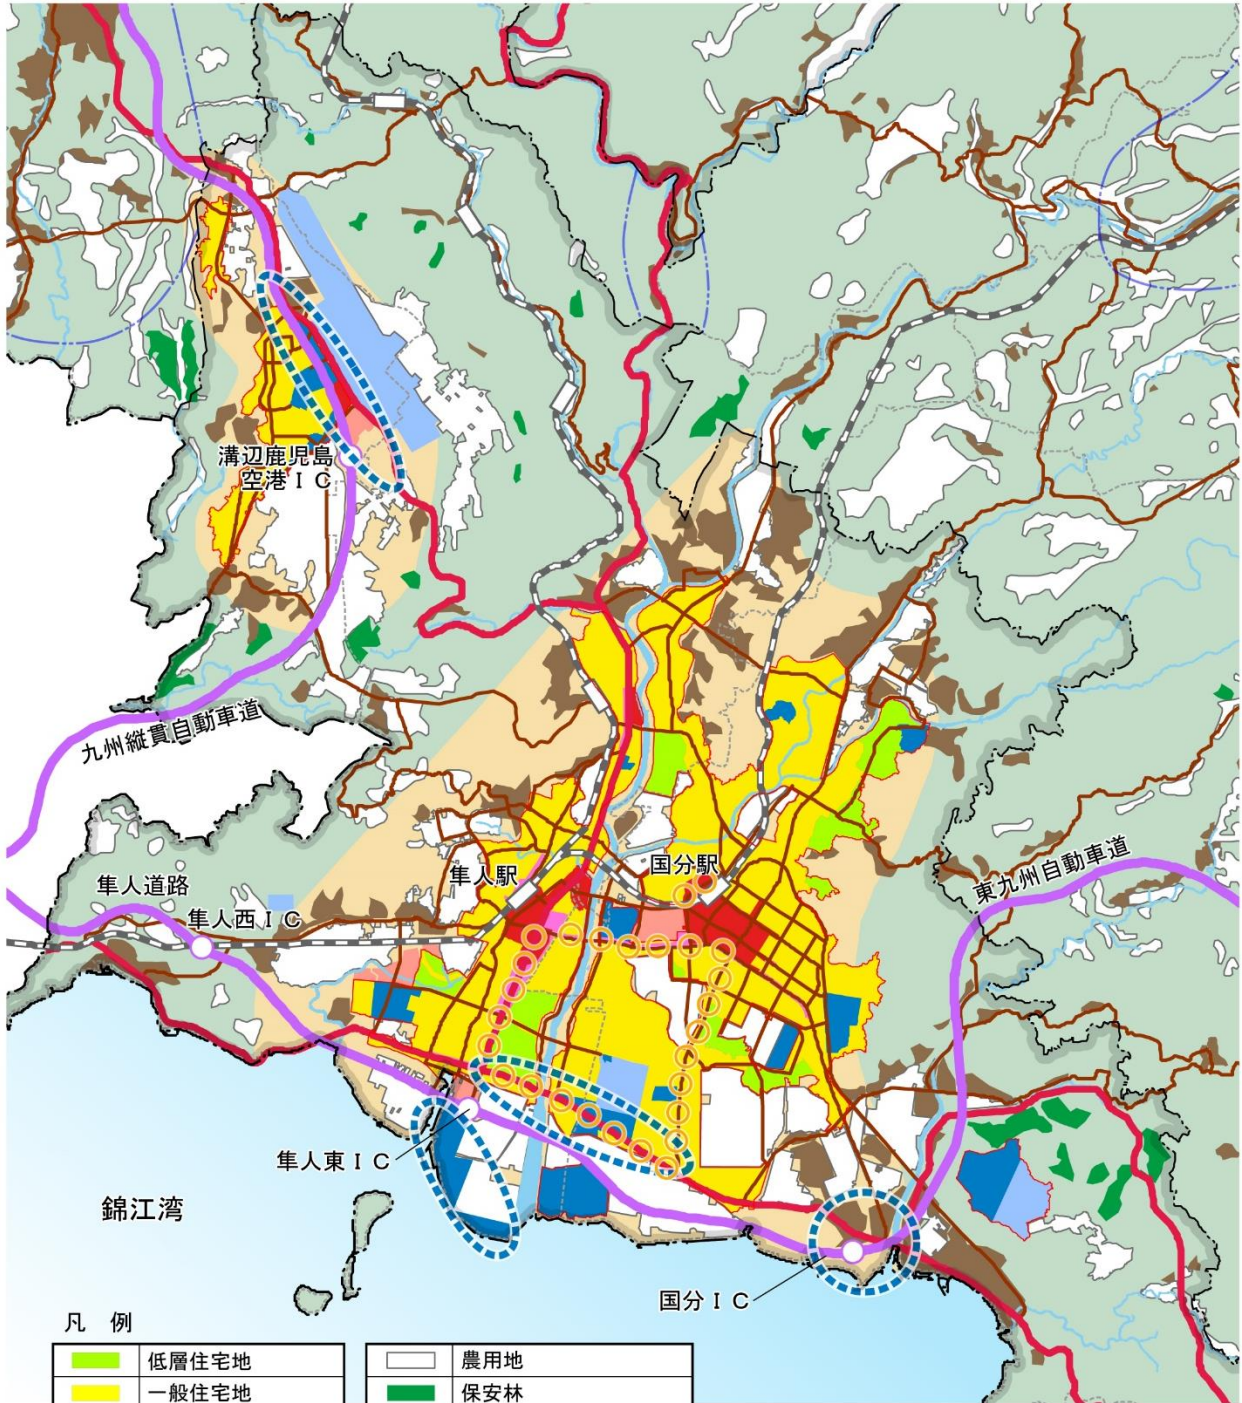 溝辺鹿児島
空港ＩＣ
九州縦貫自動車道
隼人駅
国分駅
隼人道路
隼人西ＩＣ
東九州自動車道
隼人東ＩＣ
錦江湾
国分ＩＣ
凡 例
低層住宅地
農用地
一般住宅地
保安林